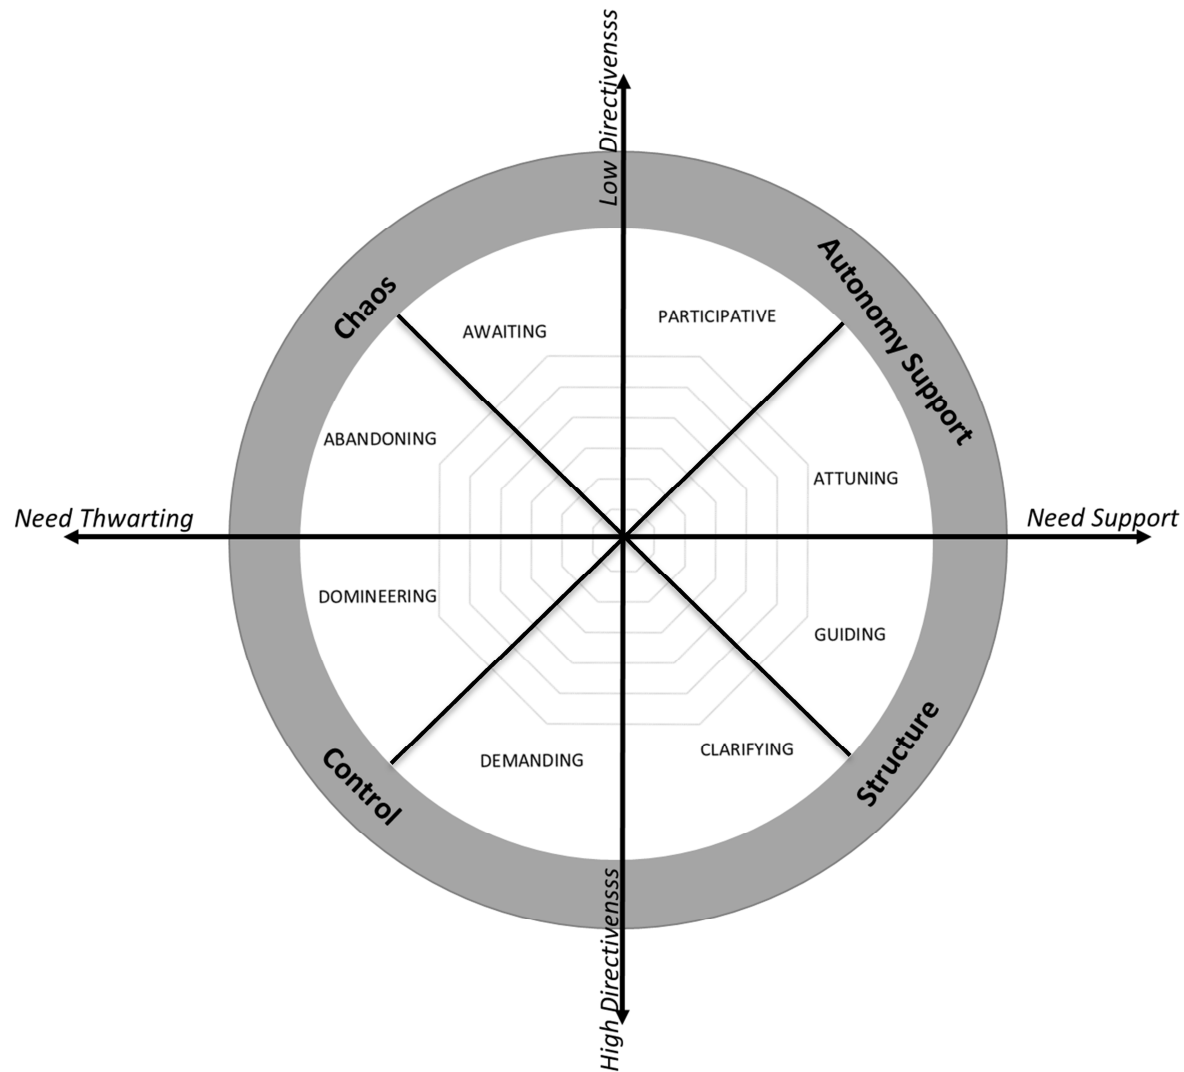 Low Directivensss
Autonomy Support
Chaos
PARTICIPATIVE
AWAITING
ABANDONING
ATTUNING
Need Thwarting
Need Support
DOMINEERING
GUIDING
Structure
CLARIFYING
DEMANDING
Control
High Directivensss